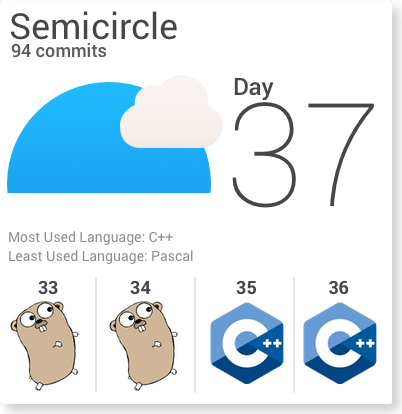 Semicircle
94 commits
Day
37
Most Used Language: C++
Least Used Language: Pascal
33 34 35 36
C++ C++